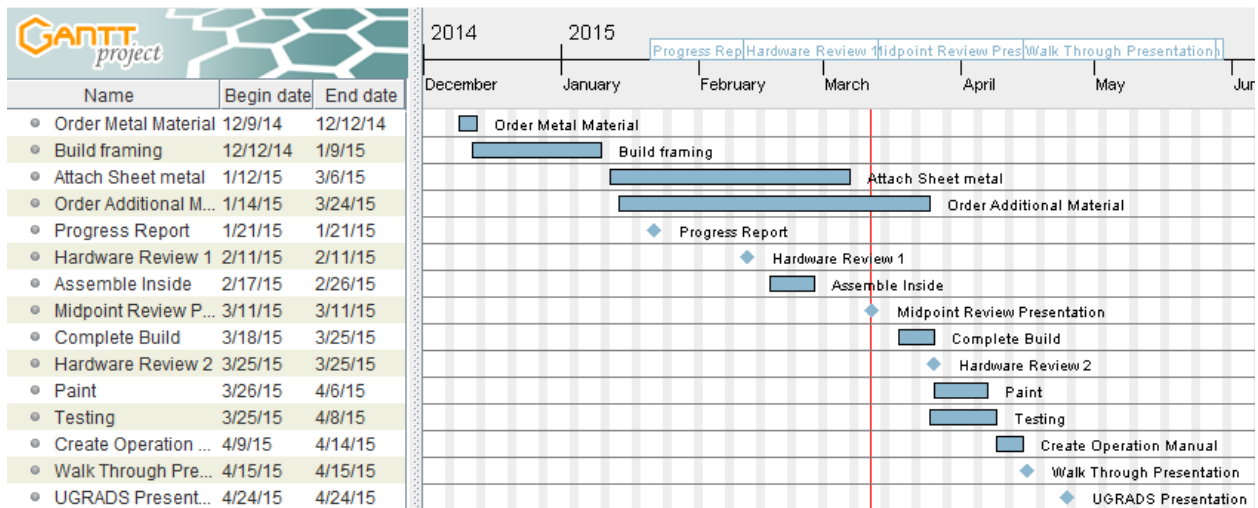 GANTT
project
2014 2015
Progress Rep Hardware Review 1 Midpoint Review Pres Walk Through Presentation
December January February March April May Jun
Name Begin date End date
Order Metal Material 12/9/14 12/12/14 Order Metal Material
Build framing 12/12/14 1/9/15 Build framing
Attach Sheet metal 1/12/15 3/6/15 Attach Sheet metal
Order Additional M... 1/14/15 3/24/15 Order Additional Material
Progress Report 1/21/15 1/21/15 Progress Report
Hardware Review 1 2/11/15 2/11/15 Hardware Review 1
Assemble Inside 2/17/15 2/26/15 Assemble Inside
Midpoint Review P... 3/11/15 3/11/15 Midpoint Review Presentation
Complete Build 3/18/15 3/25/15 Complete Build
Hardware Review 2 3/25/15 3/25/15 Hardware Review 2
Paint 3/26/15 4/6/15 Paint
Testing 3/25/15 4/8/15 Testing
Create Operation ... 4/9/15 4/14/15 Create Operation Manual
Walk Through Pre... 4/15/15 4/15/15 Walk Through Presentation
UGRADS Present... 4/24/15 4/24/15 UGRADS Presentation